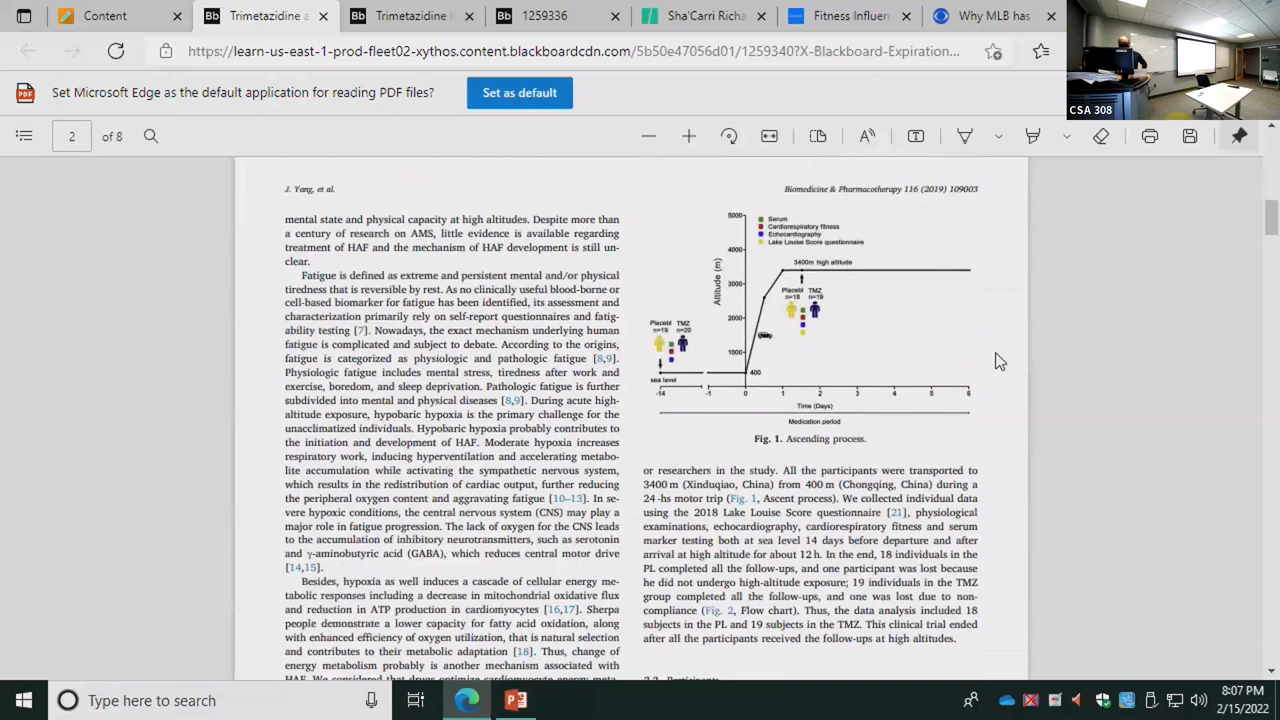 Content
Trimetazidine a
Trimetazidine
1259336
Sha'Carri Richa
Fitness Influen
Why MLB has
https://learn-us-east-1-prod-fleet02-xythos.content.blackboardcdn.com/5b50e47056d01/1259340?X-Blackboard-Expiration...
Set Microsoft Edge as the default application for reading PDF files?
Set as default
CSA 308
2 of 8
J. Yang, et al.
Biomedicine & Pharmacotherapy 116 (2019) 109003
mental state and physical capacity at high altitudes. Despite more than
a century of research on AMS, little evidence is available regarding
treatment of HAF and the mechanism of HAF development is still un-
clear.
Fatigue is defined as extreme and persistent mental and/or physical
tiredness that is reversible by rest. As no clinically useful blood-borne or
cell-based biomarker for fatigue has been identified, its assessment and
characterization primarily rely on self-report questionnaires and fatig-
ability testing [7]. Nowadays, the exact mechanism underlying human
fatigue is complicated and subject to debate. According to the origins,
fatigue is categorized as physiologic and pathologic fatigue [8,9].
Physiologic fatigue includes mental stress, tiredness after work and
exercise, boredom, and sleep deprivation. Pathologic fatigue is further
subdivided into mental and physical diseases [8,9]. During acute high-
altitude exposure, hypobaric hypoxia is the primary challenge for the
unacclimatized individuals. Hypobaric hypoxia probably contributes to
the initiation and development of HAF. Moderate hypoxia increases
respiratory work, inducing hyperventilation and accelerating metabo-
lite accumulation while activating the sympathetic nervous system,
which results in the redistribution of cardiac output, further reducing
the peripheral oxygen content and aggravating fatigue [10–13]. In se-
vere hypoxic conditions, the central nervous system (CNS) may play a
major role in fatigue progression. The lack of oxygen for the CNS leads
to the accumulation of inhibitory neurotransmitters, such as serotonin
and γ-aminobutyric acid (GABA), which reduces central motor drive
[14,15].
Besides, hypoxia as well induces a cascade of cellular energy me-
tabolic responses including a decrease in mitochondrial oxidative flux
and reduction in ATP production in cardiomyocytes [16,17]. Sherpa
people demonstrate a lower capacity for fatty acid oxidation, along
with enhanced efficiency of oxygen utilization, that is natural selection
and contributes to their metabolic adaptation [18]. Thus, change of
energy metabolism probably is another mechanism associated with
HAF. We considered that drugs optimize cardiomyocyte energy meta-
5000
4000
3000
2000
1000
Altitude (m)
Serum
Cardiorespiratory fitness
Echocardiography
Lake Louise Score questionnaire
3400m high altitude
Placebl TMZ
n=18 n=19
Placebl TMZ
n=19 n=20
sea level
400
-14 -1 0 1 2 3 4 5 6
Time (Days)
Medication period
Fig. 1. Ascending process.
or researchers in the study. All the participants were transported to
3400 m (Xinduqiao, China) from 400 m (Chongqing, China) during a
24 -hs motor trip (Fig. 1, Ascent process). We collected individual data
using the 2018 Lake Louise Score questionnaire [21], physiological
examinations, echocardiography, cardiorespiratory fitness and serum
marker testing both at sea level 14 days before departure and after
arrival at high altitude for about 12 h. In the end, 18 individuals in the
PL completed all the follow-ups, and one participant was lost because
he did not undergo high-altitude exposure; 19 individuals in the TMZ
group completed all the follow-ups, and one was lost due to non-
compliance (Fig. 2, Flow chart). Thus, the data analysis included 18
subjects in the PL and 19 subjects in the TMZ. This clinical trial ended
after all the participants received the follow-ups at high altitudes.
Participants
Type here to search
8:07 PM
2/15/2022